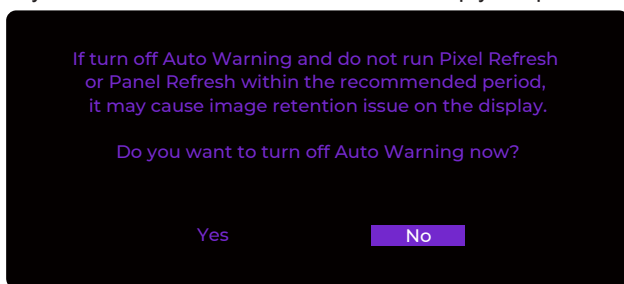 If turn off Auto Warning and do not run Pixel Refresh
or Panel Refresh within the recommended period,
it may cause image retention issue on the display.
Do you want to turn off Auto Warning now?
Yes
No